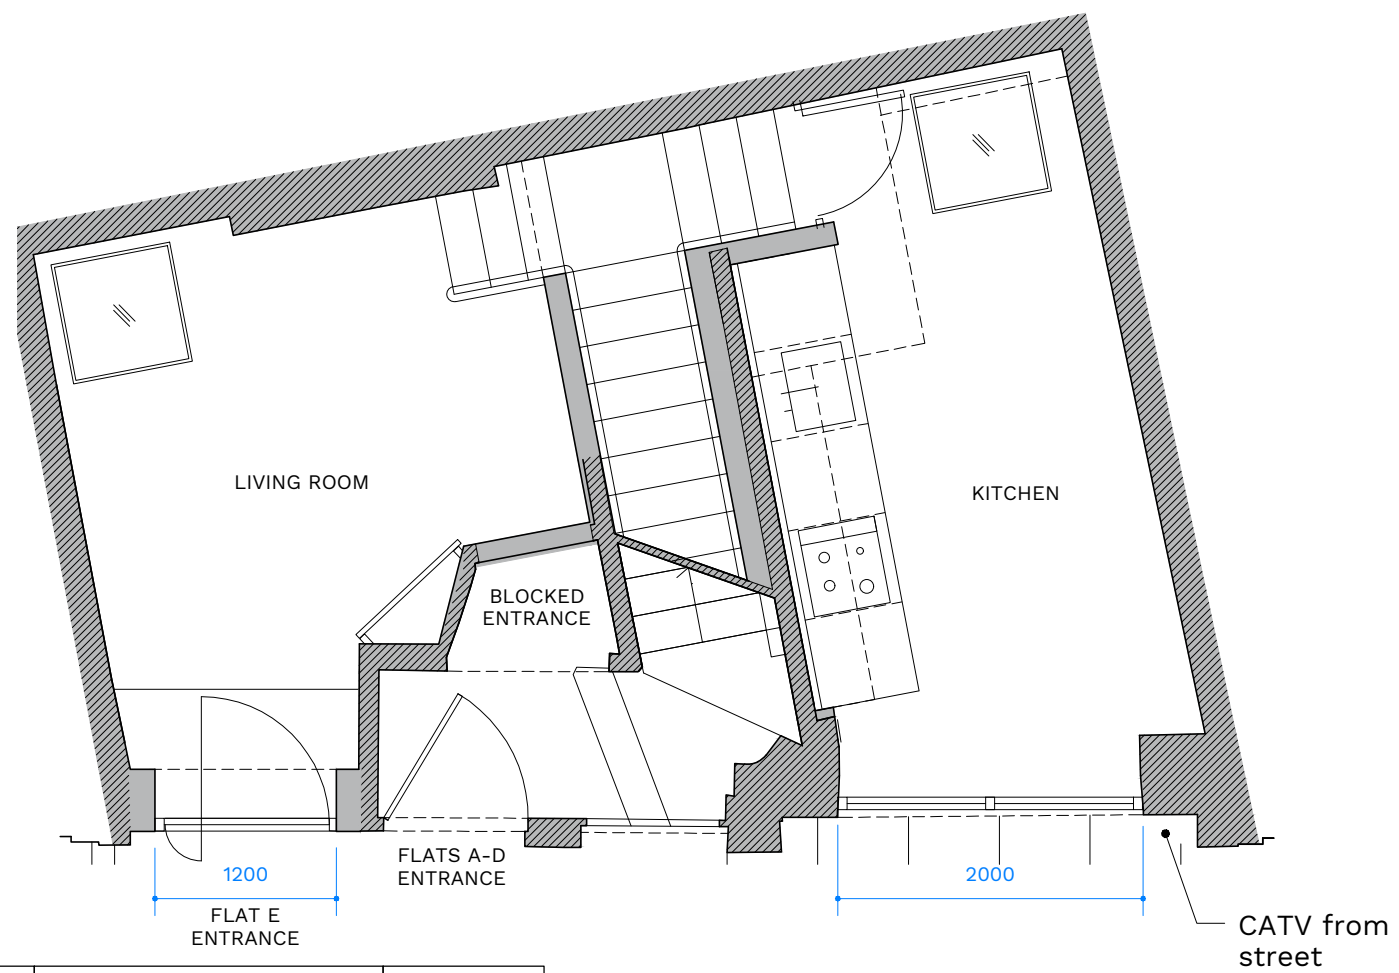 LIVING ROOM
KITCHEN
BLOCKED
ENTRANCE
FLATS A-D
ENTRANCE
1200
2000
FLAT E
ENTRANCE
CATV from
street